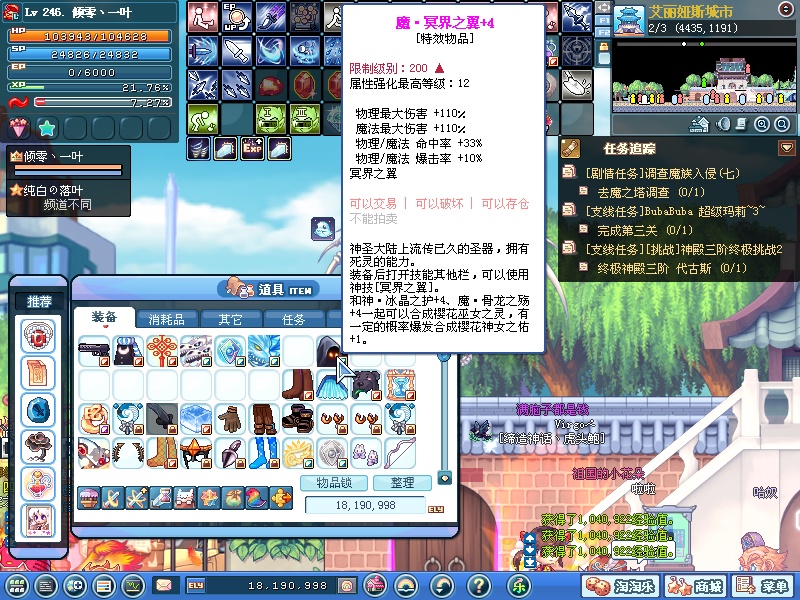 Lv 246. 倾零丶一叶
HP
103943/104628
SP
24826/24832
EP
0/6000
XP
21.76%
7.27%
倾零丶一叶
纯白の落叶
频道不同
UP
EXP
F1
F2
魔·冥界之翼+4
[特效物品]
限制级别：200 ▲
属性强化最高等级：12
物理最大伤害 +110%
魔法最大伤害 +110%
物理/魔法 命中率 +33%
物理/魔法 爆击率 +10%
冥界之翼
可以交易 | 可以破坏 | 可以存仓
不能拍卖
神圣大陆上流传已久的圣器，拥有
死灵的能力。
装备后打开技能其他栏，可以使用
神技[冥界之翼]。
和神·冰晶之护+4、魔·骨龙之殇
+4一起可以合成樱花巫女之灵，有
一定的概率爆发合成樱花神女之佑
+1。
艾丽娅斯城市
2/3 (4435,1191)
任务追踪
[剧情任务]调查魔族入侵(七)
去魔之塔调查 (0/1)
[支线任务]BubaBuba 超级玛莉~3~
完成第三关 (0/1)
[支线任务][挑战]神殿三阶终极挑战2
终极神殿三阶 代古斯 (0/1)
推荐
道具 ITEM
装备
消耗品
其它
任务
物品锁
整理
18,190,998
ELY
满脑子都是钱
[缔造神话丶虎头鲍]
祖国的小花朵
啦啦
哈奴
获得了1,040,922经验值。
获得了1,040,922经验值。
获得了1,040,922经验值。
ELY
18,190,998
乐
淘淘乐
商城
菜单